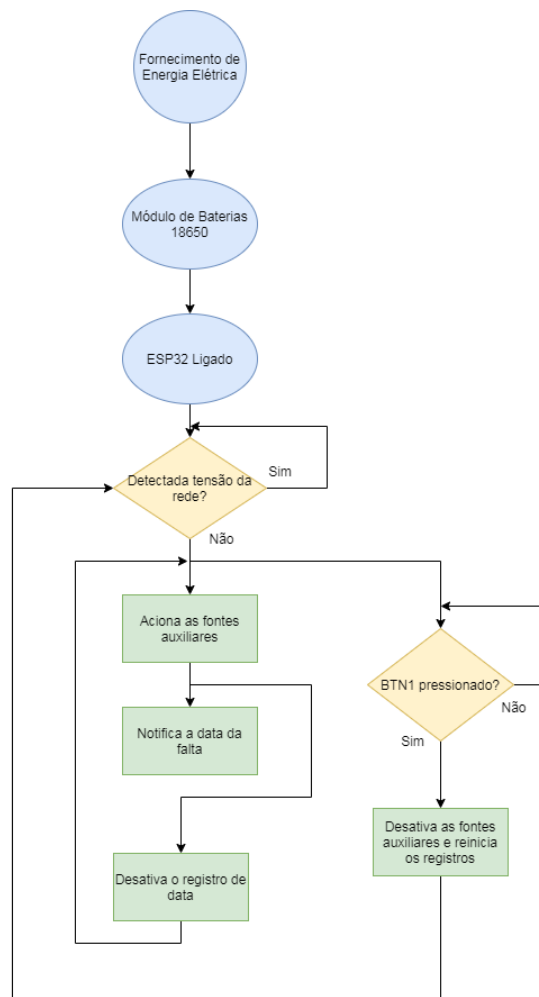 Fornecimento de
Energia Elétrica
Módulo de Baterias
18650
ESP32 Ligado
Detectada tensão da
rede?
Sim
Não
Aciona as fontes
auxiliares
BTN1 pressionado?
Não
Sim
Notifica a data da
falta
Desativa as fontes
auxiliares e reinicia
os registros
Desativa o registro de
data